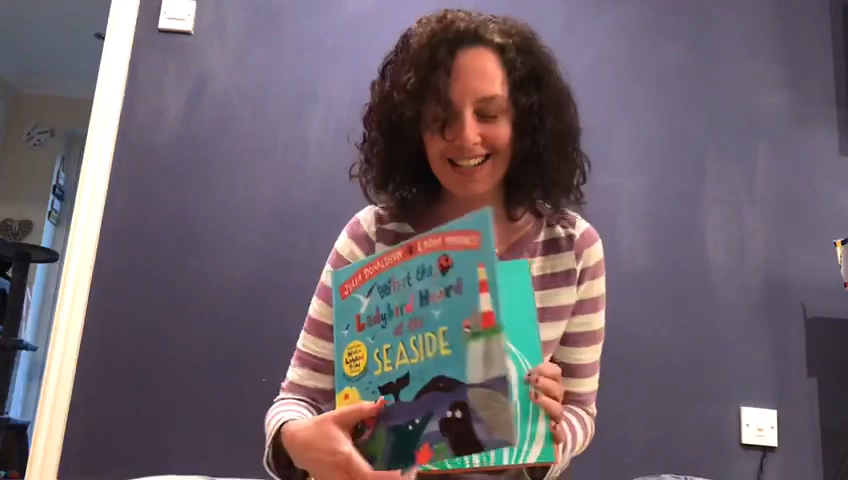 JULIA DONALDSON LYDIA MONKS
What the
Ladybird Heard
at the
SEASIDE